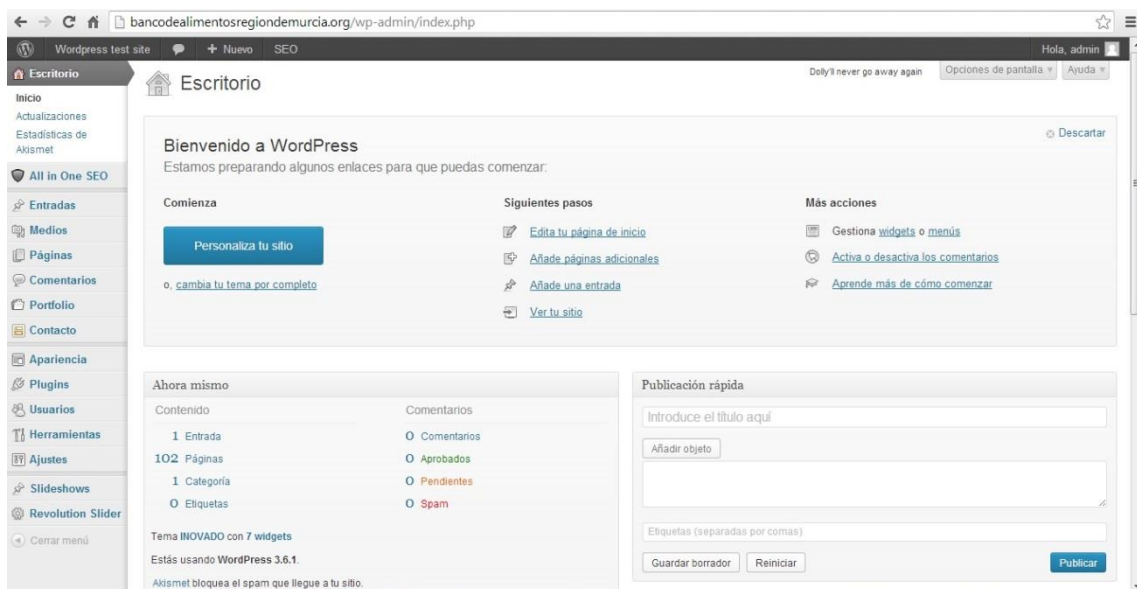 bancodealimentosregiondemurcia.org/wp-admin/index.php
Wordpress test site + Nuevo SEO Hola, admin
Escritorio
Inicio
Actualizaciones
Estadísticas de
Akismet
All in One SEO
Entradas
Medios
Páginas
Comentarios
Portfolio
Contacto
Apariencia
Plugins
Usuarios
Herramientas
Ajustes
Slideshows
Revolution Slider
Cerrar menú
Escritorio
Dolly'll never go away again
Opciones de pantalla
Ayuda
Bienvenido a WordPress
Descartar
Estamos preparando algunos enlaces para que puedas comenzar:
Comienza
Personaliza tu sitio
o, cambia tu tema por completo
Siguientes pasos
Edita tu página de inicio
Añade páginas adicionales
Añade una entrada
Ver tu sitio
Más acciones
Gestiona widgets o menús
Activa o desactiva los comentarios
Aprende más de cómo comenzar
Ahora mismo
Contenido
1 Entrada
102 Páginas
1 Categoría
0 Etiquetas
Comentarios
0 Comentarios
0 Aprobados
0 Pendientes
0 Spam
Tema INOVADO con 7 widgets
Estás usando WordPress 3.6.1.
Akismet bloquea el spam que llegue a tu sitio.
Publicación rápida
Introduce el título aquí
Añadir objeto
Etiquetas (separadas por comas)
Guardar borrador
Reiniciar
Publicar